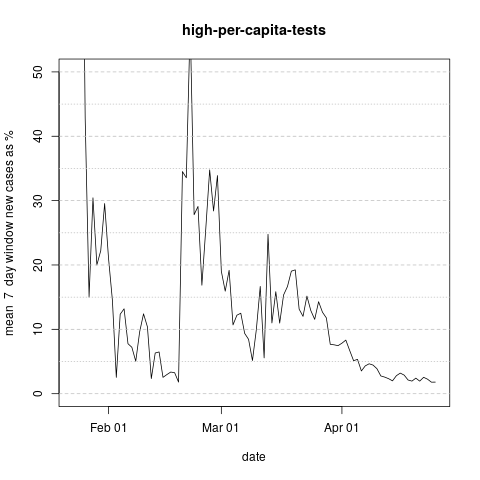 high-per-capita-tests
mean 7 day window new cases as %
50
40
30
20
10
0
Feb 01
Mar 01
Apr 01
date